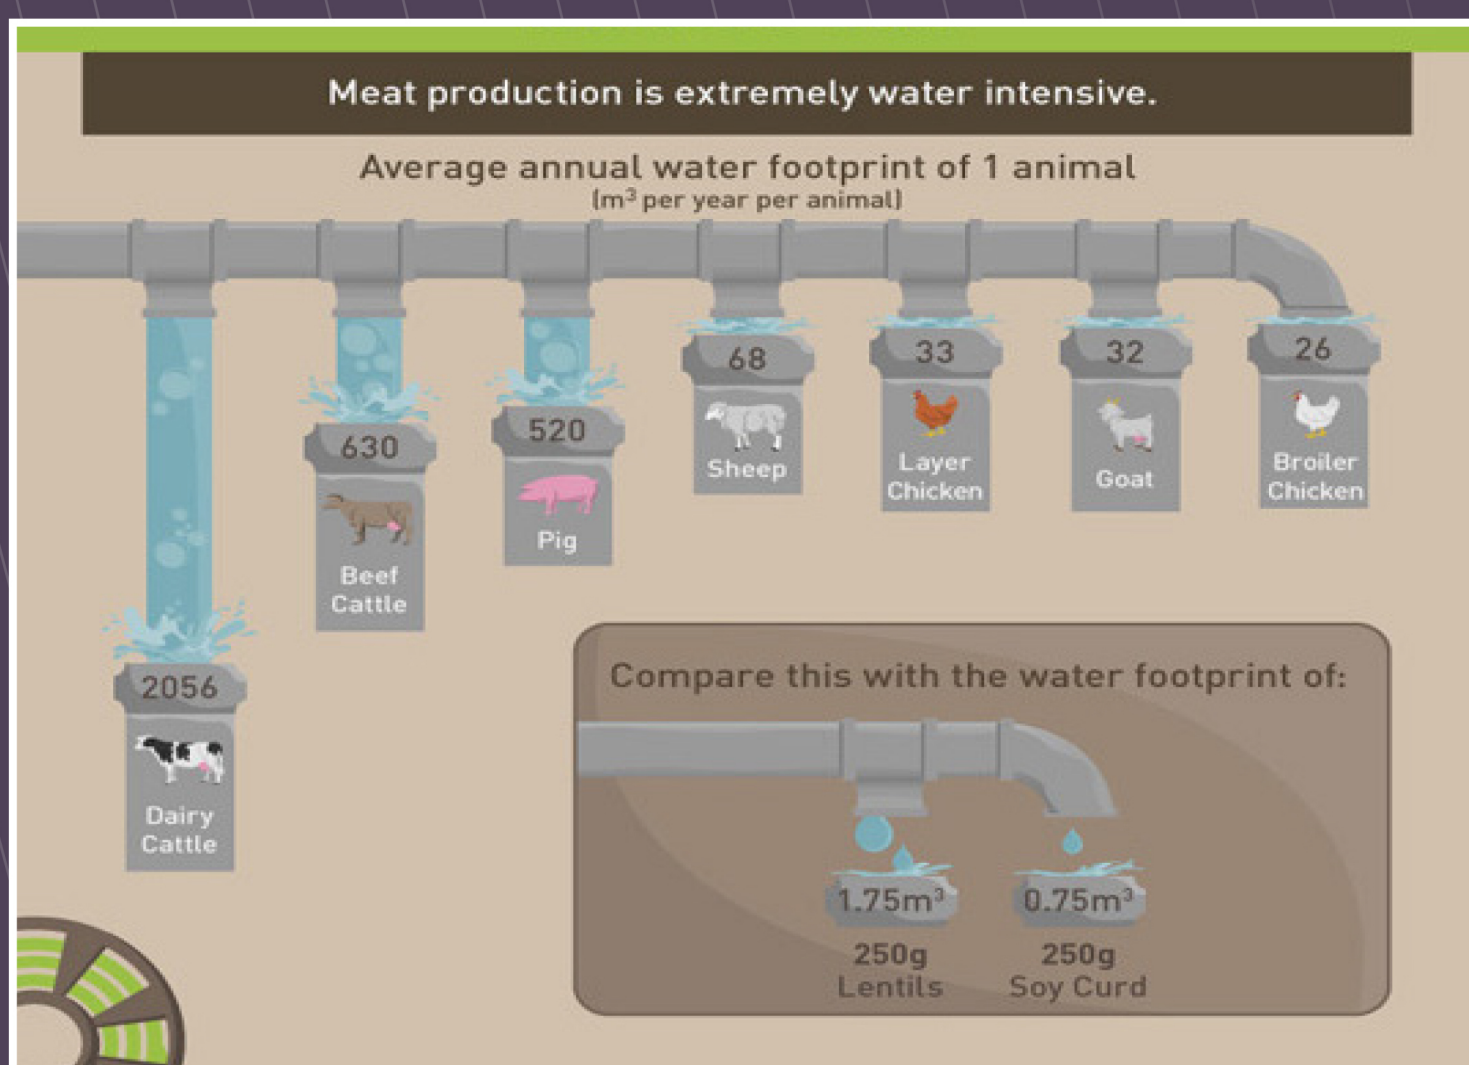 Meat production is extremely water intensive.
Average annual water footprint of 1 animal
(m³ per year per animal)
2056
Dairy
Cattle
630
Beef
Cattle
520
Pig
68
Sheep
33
Layer
Chicken
32
Goat
26
Broiler
Chicken
Compare this with the water footprint of:
1.75m³
250g
Lentils
0.75m³
250g
Soy Curd